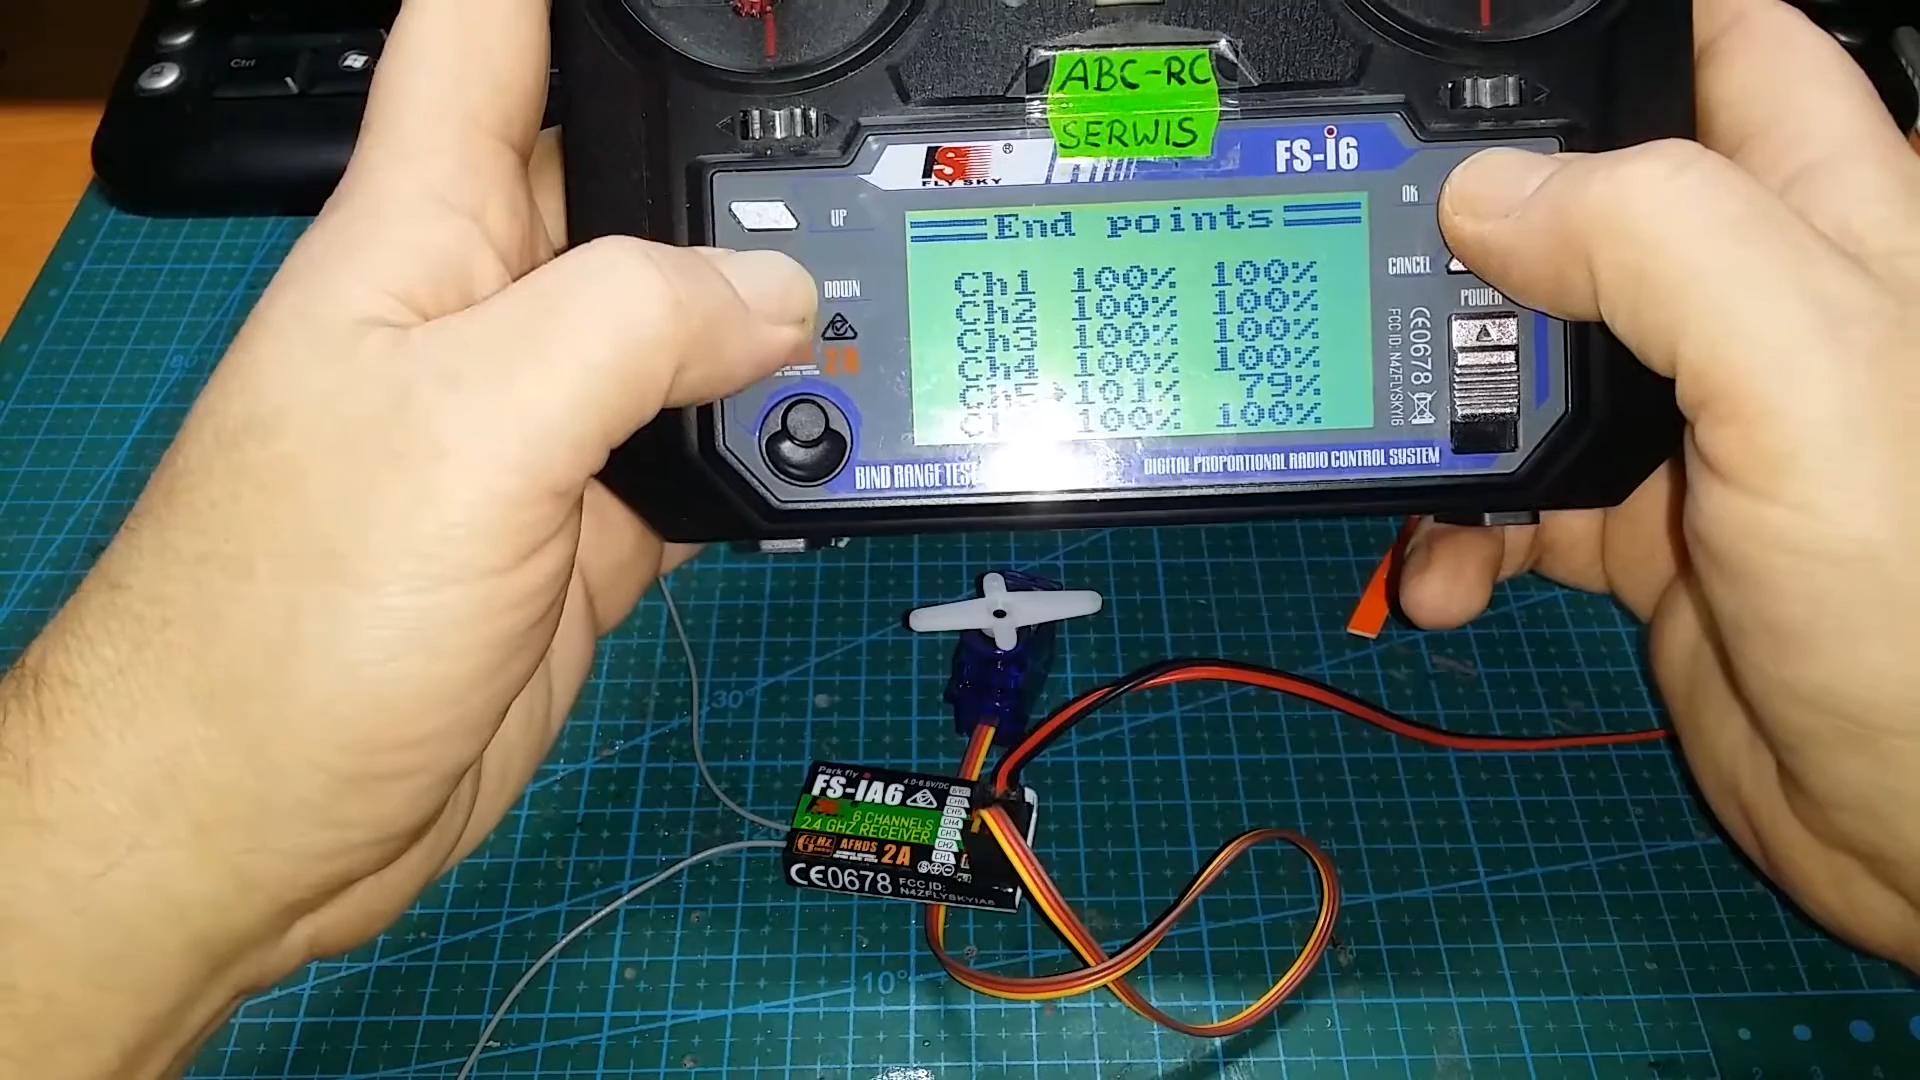 Ctrl
ABC-RC
SERWIS
FLY SKY ®
FS-i6
UP
OK
DOWN
CANCEL
POWER
End points
Ch1 100% 100%
Ch2 100% 100%
Ch3 100% 100%
Ch4 100% 100%
Ch5 101% 79%
100% 100%
2A
CE0678
FCC ID: N4ZFLYSKYI6
BIND RANGE TEST
DIGITAL PROPORTIONAL RADIO CONTROL SYSTEM
30°
Park fly
FS-iA6
4.0-6.5V/DC
6 CHANNELS
2.4 GHZ RECEIVER
AFHDS 2A
CE0678 FCC ID:
N4ZFLYSKYIA6
CH6
CH5
CH4
CH3
CH2
CH1
10°